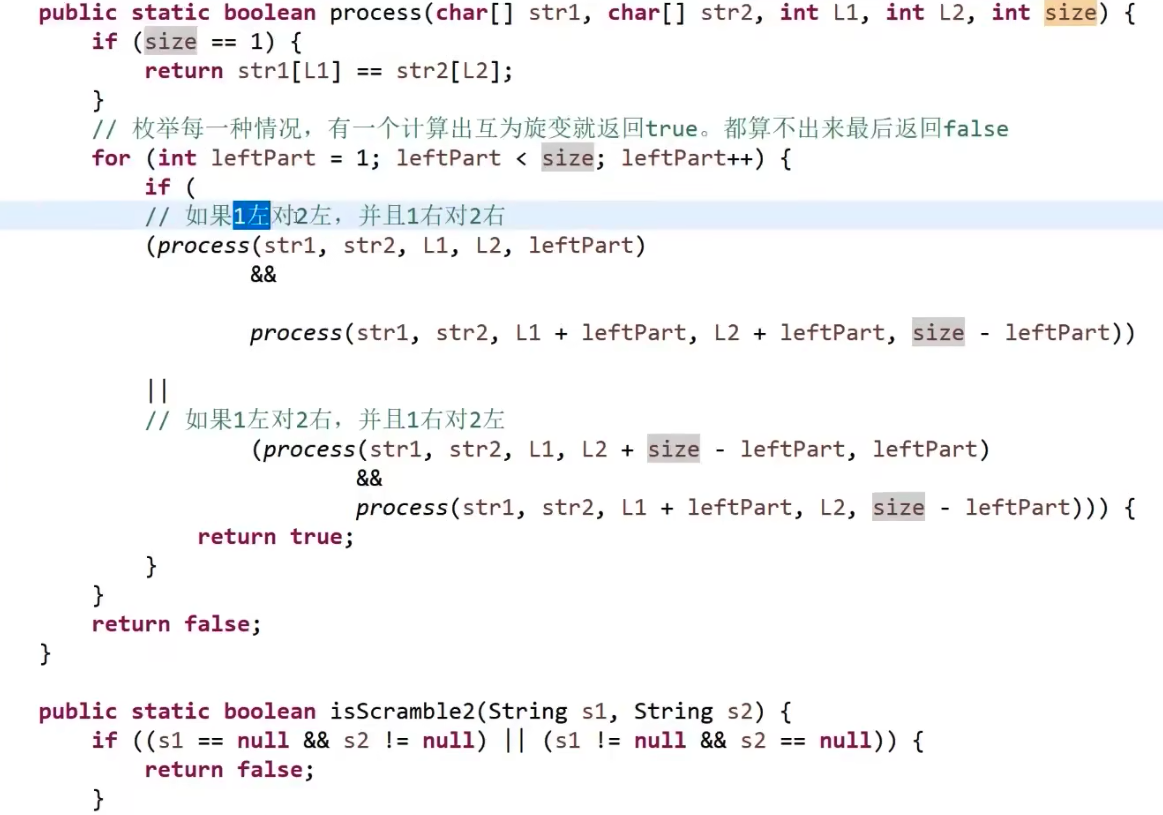 public static boolean process(char[] str1, char[] str2, int L1, int L2, int size) {
if (size == 1) {
return str1[L1] == str2[L2];
}
// 枚举每一种情况，有一个计算出互为旋变就返回true。都算不出来最后返回false
for (int leftPart = 1; leftPart < size; leftPart++) {
if (
// 如果1左对2左，并且1右对2右
(process(str1, str2, L1, L2, leftPart)
&&
process(str1, str2, L1 + leftPart, L2 + leftPart, size - leftPart))
||
// 如果1左对2右，并且1右对2左
(process(str1, str2, L1, L2 + size - leftPart, leftPart)
&&
process(str1, str2, L1 + leftPart, L2, size - leftPart))) {
return true;
}
}
return false;
}
public static boolean isScramble2(String s1, String s2) {
if ((s1 == null && s2 != null) || (s1 != null && s2 == null)) {
return false;
}